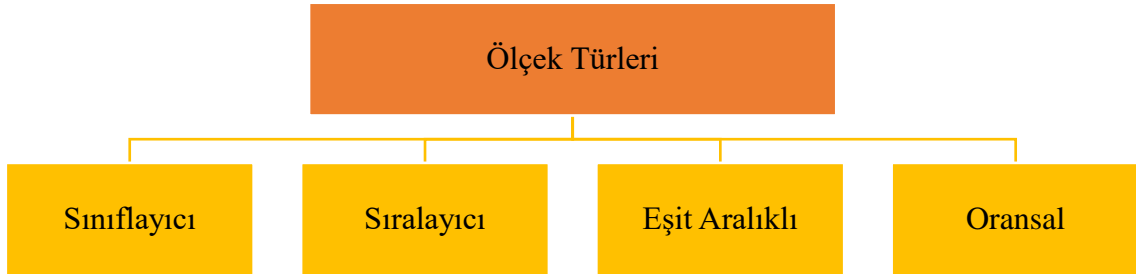 Ölçek Türleri
Sınıflayıcı
Sıralayıcı
Eşit Aralıklı
Oransal